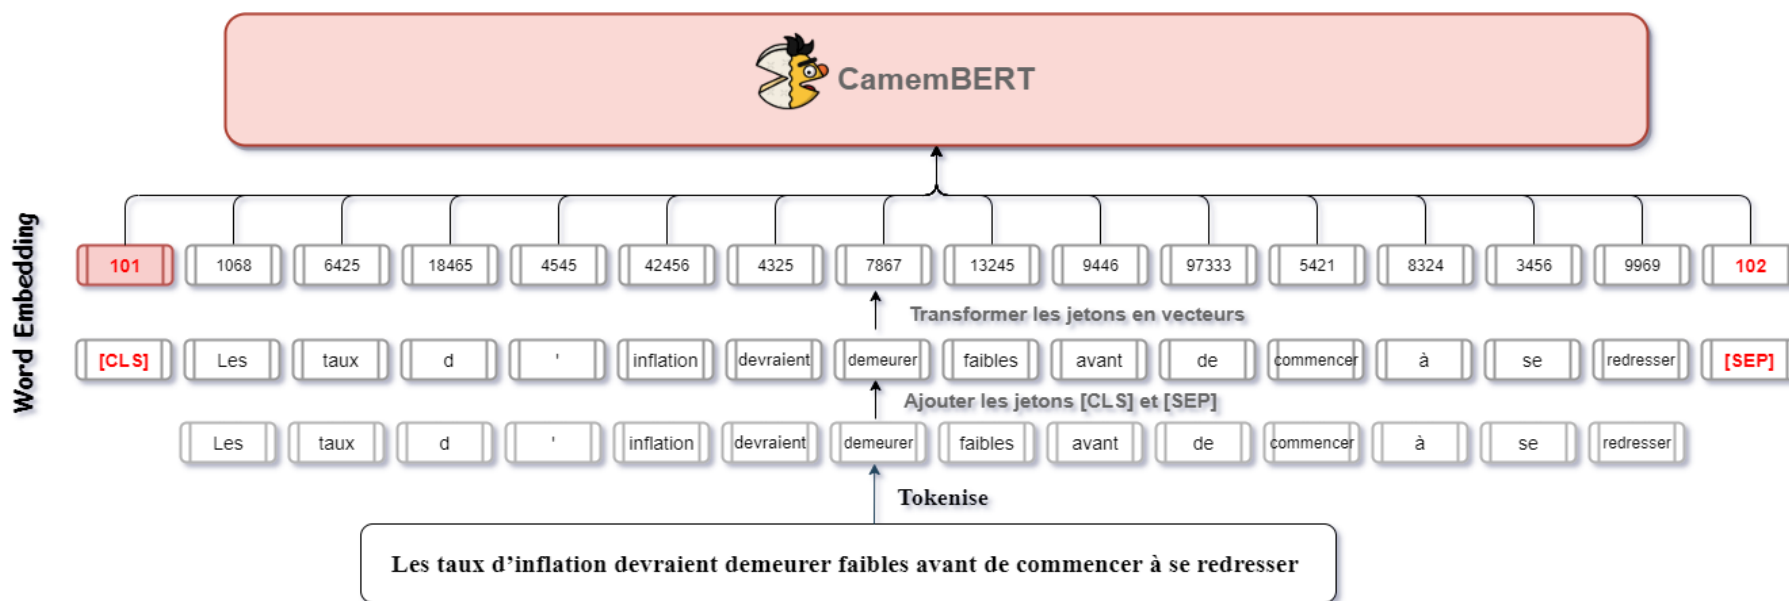 CamemBERT
Word Embedding
101 1068 6425 18465 4545 42456 4325 7867 13245 9446 97333 5421 8324 3456 9969 102
Transformer les jetons en vecteurs
[CLS] Les taux d ' inflation devraient demeurer faibles avant de commencer à se redresser [SEP]
Ajouter les jetons [CLS] et [SEP]
Les taux d ' inflation devraient demeurer faibles avant de commencer à se redresser
Tokenise
Les taux d’inflation devraient demeurer faibles avant de commencer à se redresser